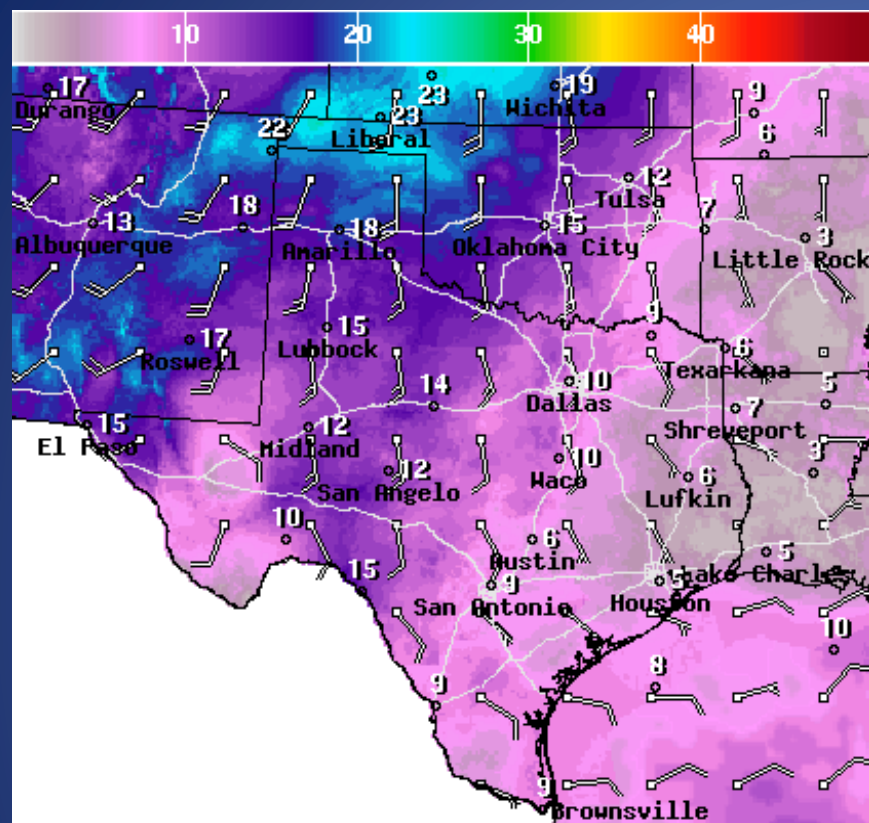 10 20 30 40
17 23 19 9
Durango Wichita
23
Liberal
22 6
12
Tulsa
13 18 18 15 7 3
Albuquerque Amarillo Oklahoma City Little Rock
17 15 9 6
Roswell Lubbock Texarkana
14 10 7 5
Dallas Shreveport
15 12
El Paso Midland
12 10 6 3
San Angelo Waco Lufkin
10 6 5
Austin
15 9 5 Lake Charles
San Antonio Houston
10
9 8
9
Brownsville